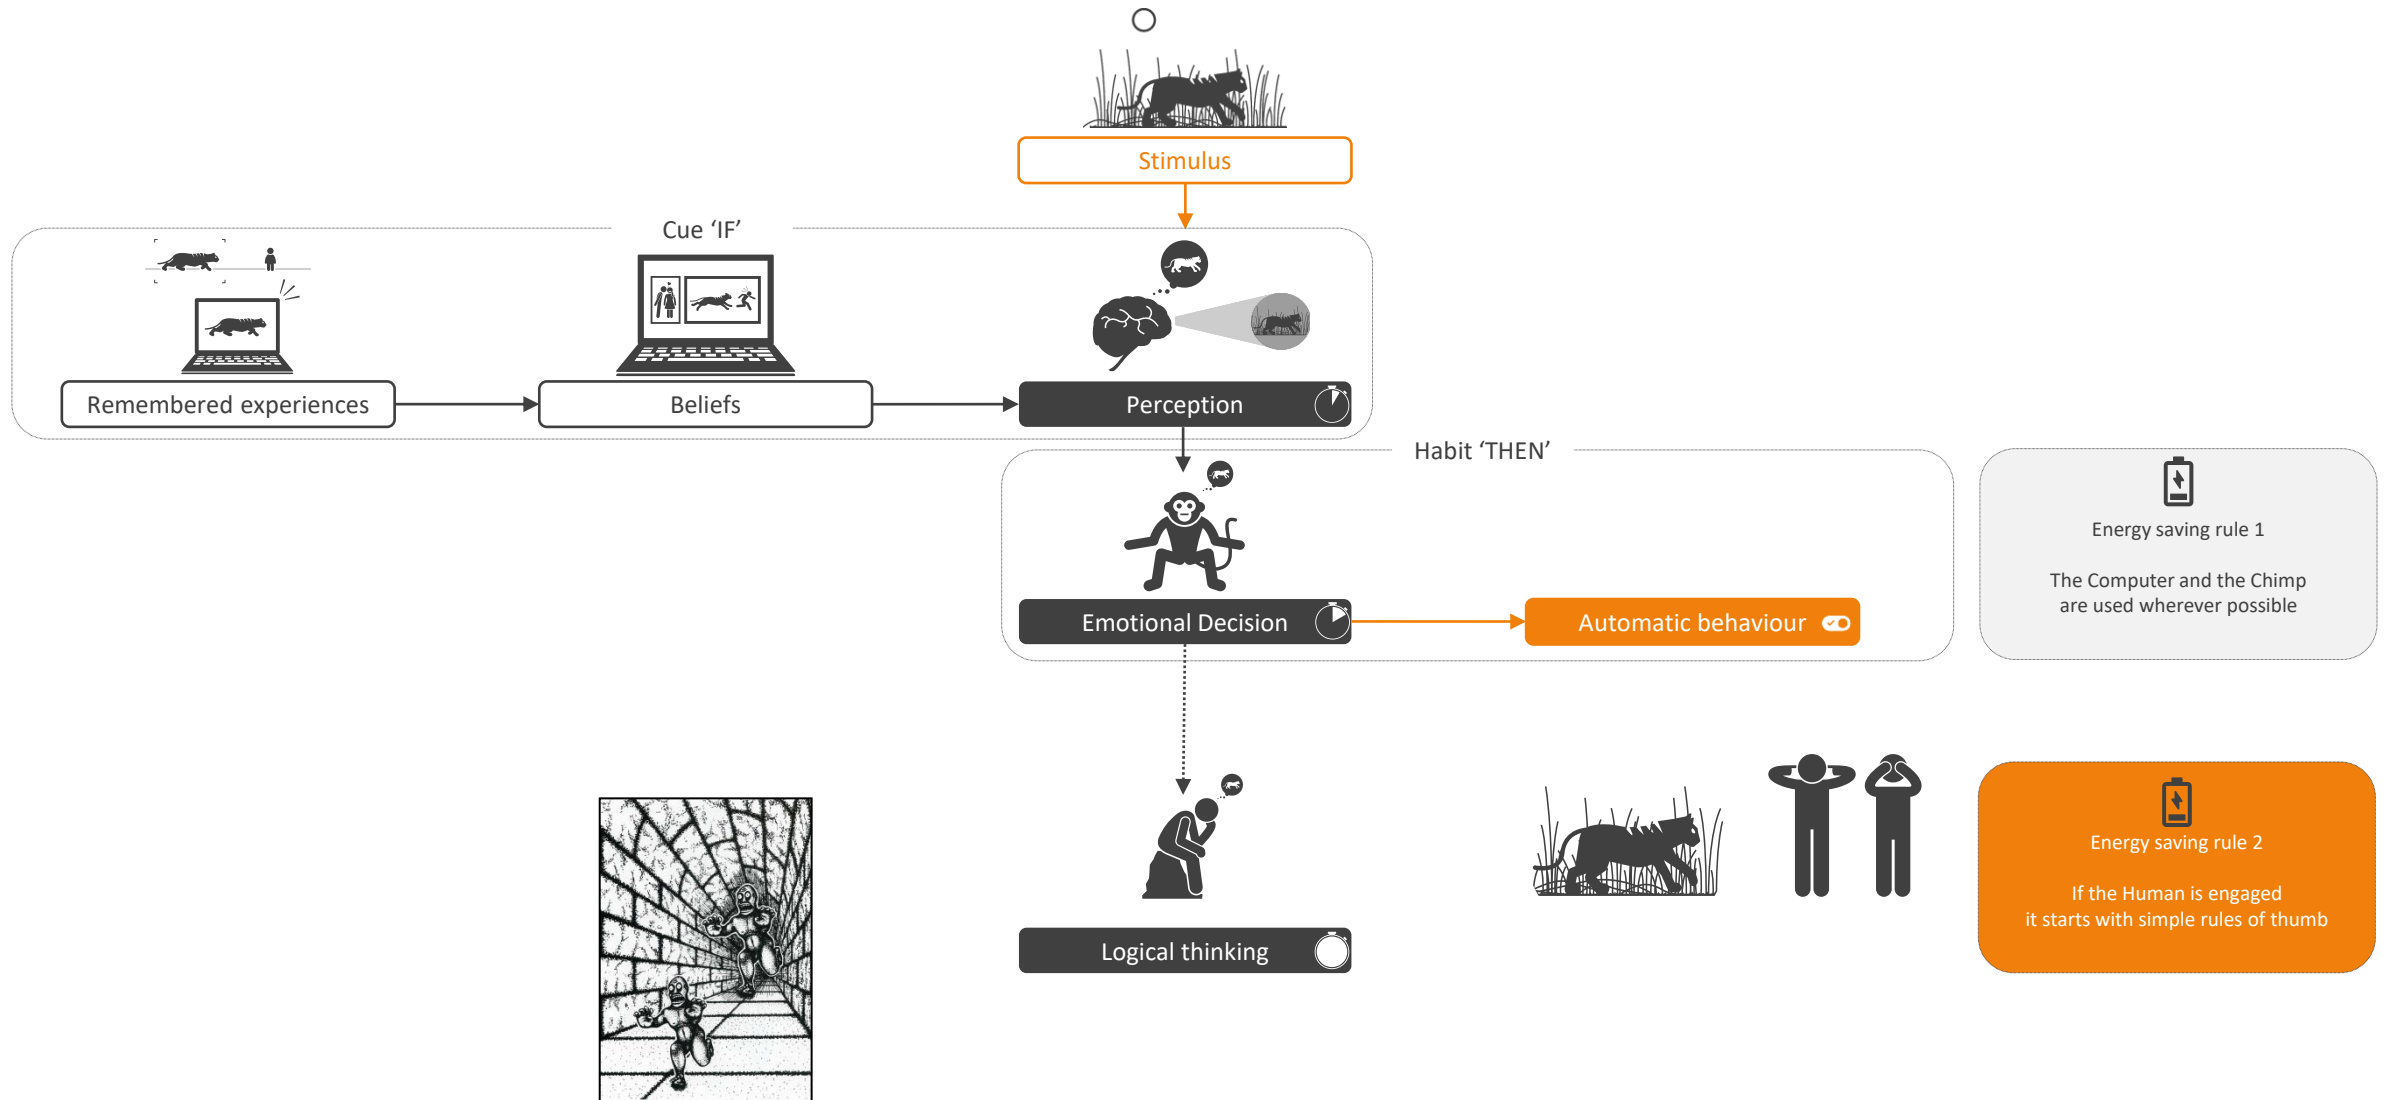 Stimulus
Cue ‘IF’
Remembered experiences
Beliefs
Perception
Habit ‘THEN’
Emotional Decision
Automatic behaviour
Energy saving rule 1
The Computer and the Chimp
are used wherever possible
Logical thinking
Energy saving rule 2
If the Human is engaged
it starts with simple rules of thumb